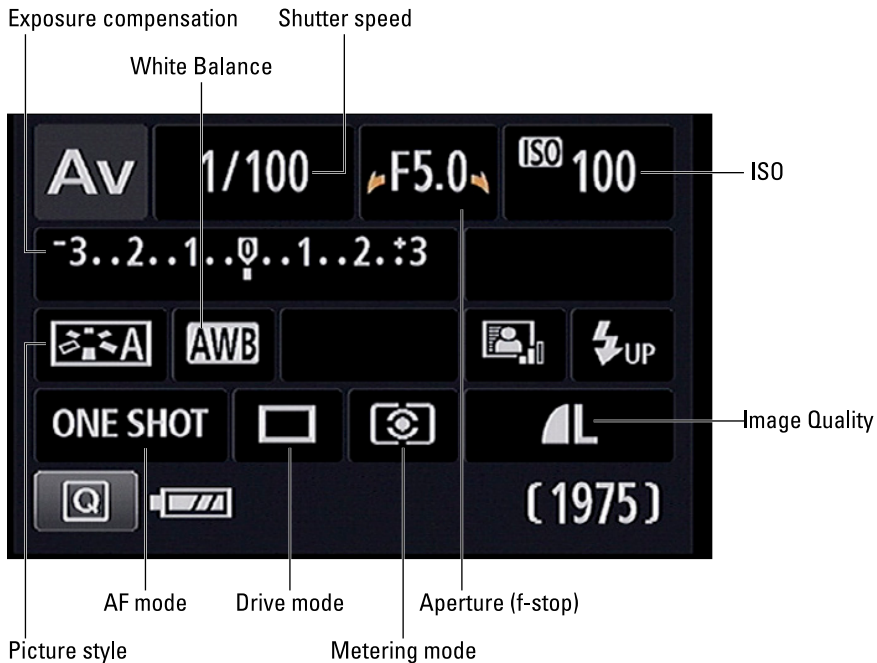 Exposure compensation Shutter speed
White Balance
Av 1/100 F5.0 ISO 100 ISO
-3..2..1..0..1..2.+3
A AWB UP
ONE SHOT L Image Quality
Q (1975)
AF mode Drive mode Aperture (f-stop)
Picture style Metering mode